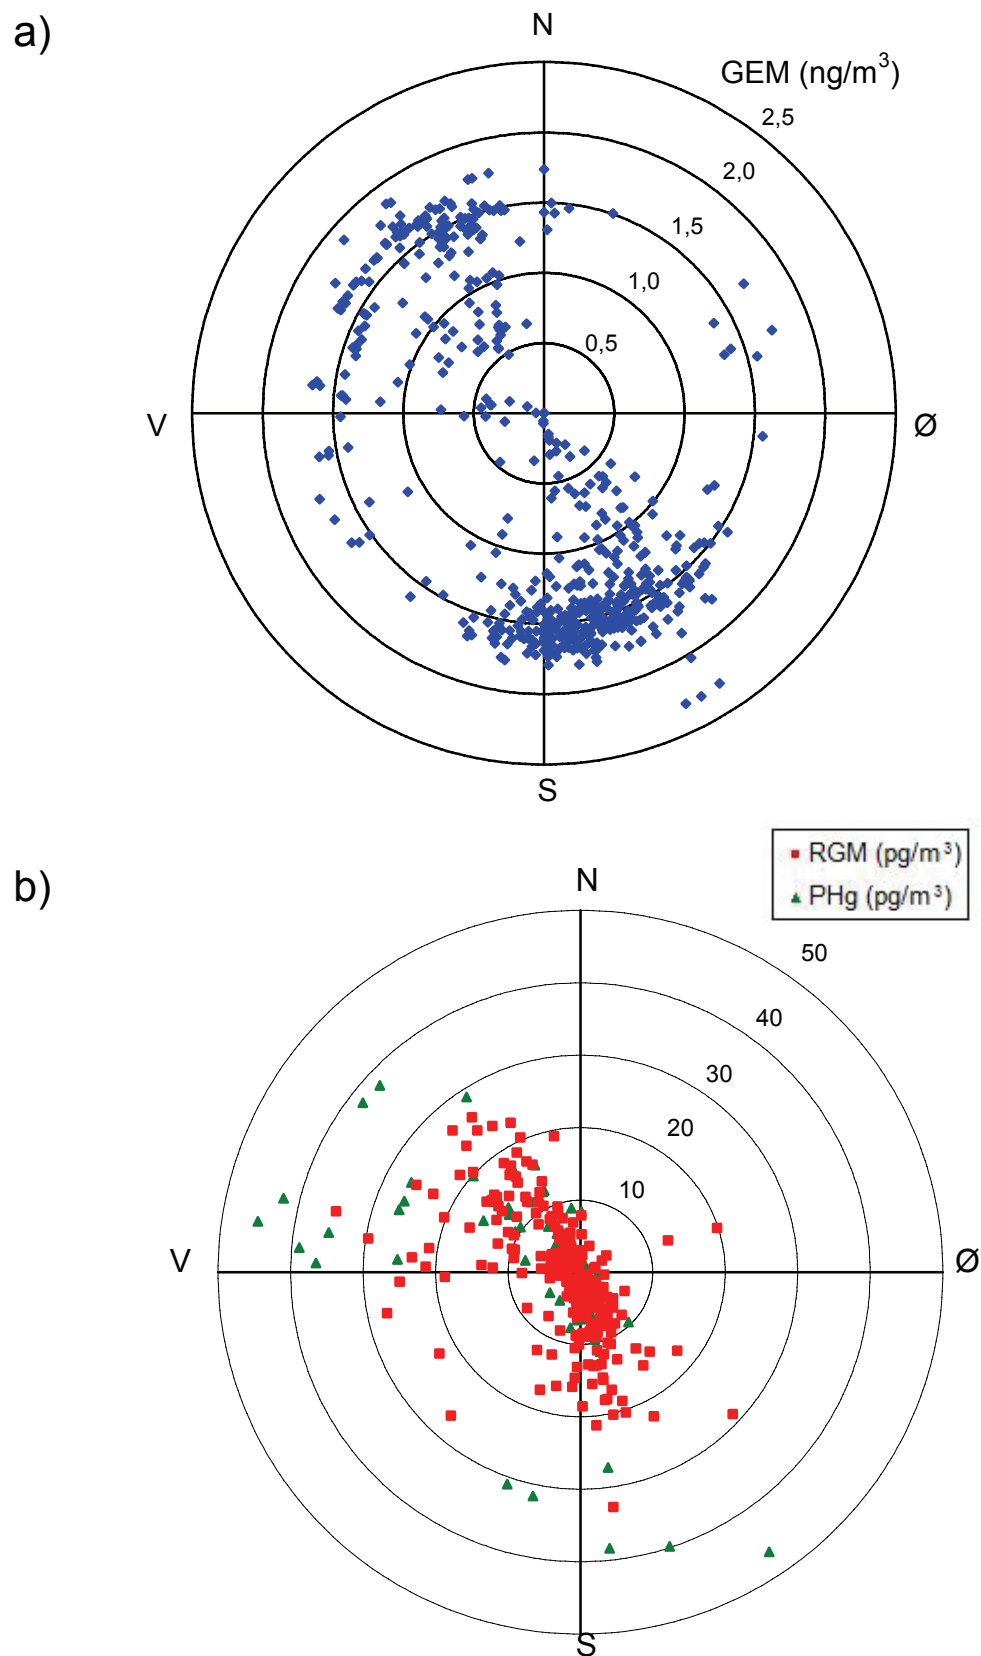 a)
N
GEM (ng/m³)
2,5
2,0
1,5
1,0
0,5
V
Ø
S
RGM (pg/m³)
PHg (pg/m³)
b)
N
50
40
30
20
10
V
Ø
S